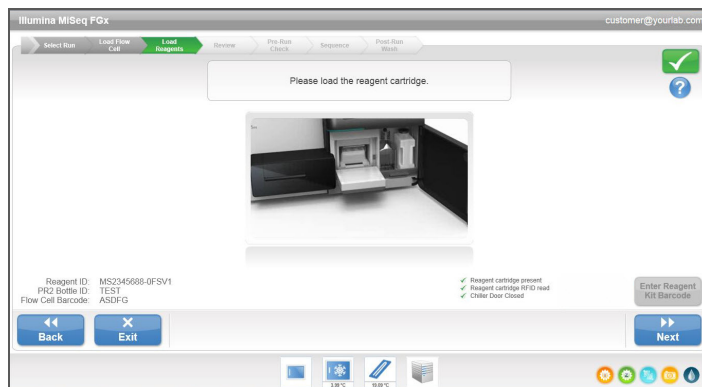 Illumina MiSeq FGx
customer@yourlab.com
Select Run
Load Flow
Cell
Load
Reagents
Review
Pre-Run
Check
Sequence
Post-Run
Wash
Please load the reagent cartridge.
Reagent ID: MS2345688-0FSV1
PR2 Bottle ID: TEST
Flow Cell Barcode: ASDFG
✓ Reagent cartridge present
✓ Reagent cartridge RFID read
✓ Chiller Door Closed
Enter Reagent
Kit Barcode
Back
Exit
Next
3.00 °C